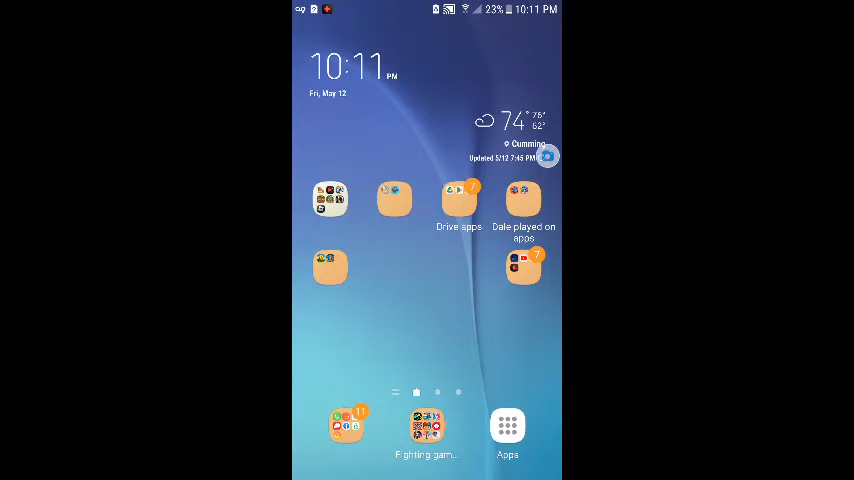 23% 10:11 PM
10:11 PM
Fri, May 12
74° 76°
62°
Cumming
Updated 5/12 7:45 PM
7
Drive apps
Dale played on
apps
7
11
Fighting gam...
Apps